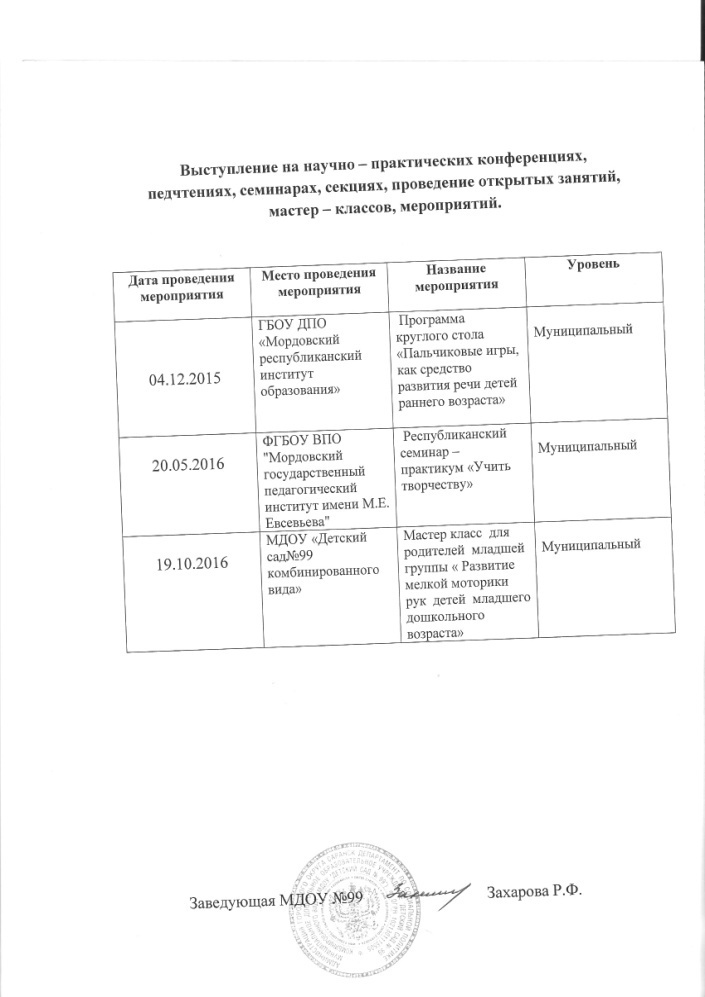 Выступление на научно – практических конференциях,
педчтениях, семинарах, секциях, проведение открытых занятий,
мастер – классов, мероприятий.
Дата проведения
мероприятия
Место проведения
мероприятия
Название
мероприятия
Уровень
04.12.2015
ГБОУ ДПО
«Мордовский
республиканский
институт
образования»
Программа
круглого стола
«Пальчиковые игры,
как средство
развития речи детей
раннего возраста»
Муниципальный
20.05.2016
ФГБОУ ВПО
"Мордовский
государственный
педагогический
институт имени М.Е.
Евсевьева"
Республиканский
семинар –
практикум «Учить
творчеству»
Муниципальный
19.10.2016
МДОУ «Детский
сад№99
комбинированного
вида»
Мастер класс для
родителей младшей
группы « Развитие
мелкой моторики
рук детей младшего
дошкольного
возраста»
Муниципальный
Заведующая МДОУ №99
Захарова Р.Ф.